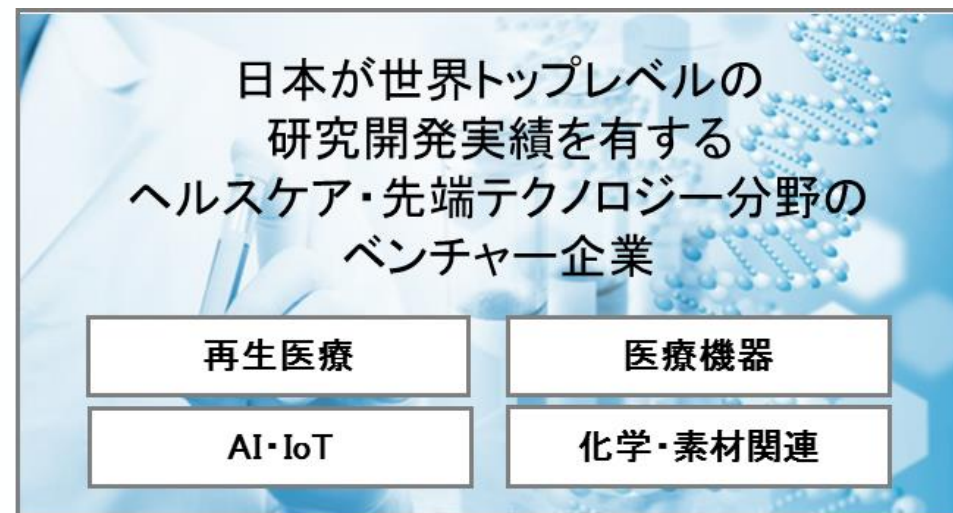 日本が世界トップレベルの
研究開発実績を有する
ヘルスケア・先端テクノロジー分野の
ベンチャー企業
再生医療
医療機器
AI・IoT
化学・素材関連